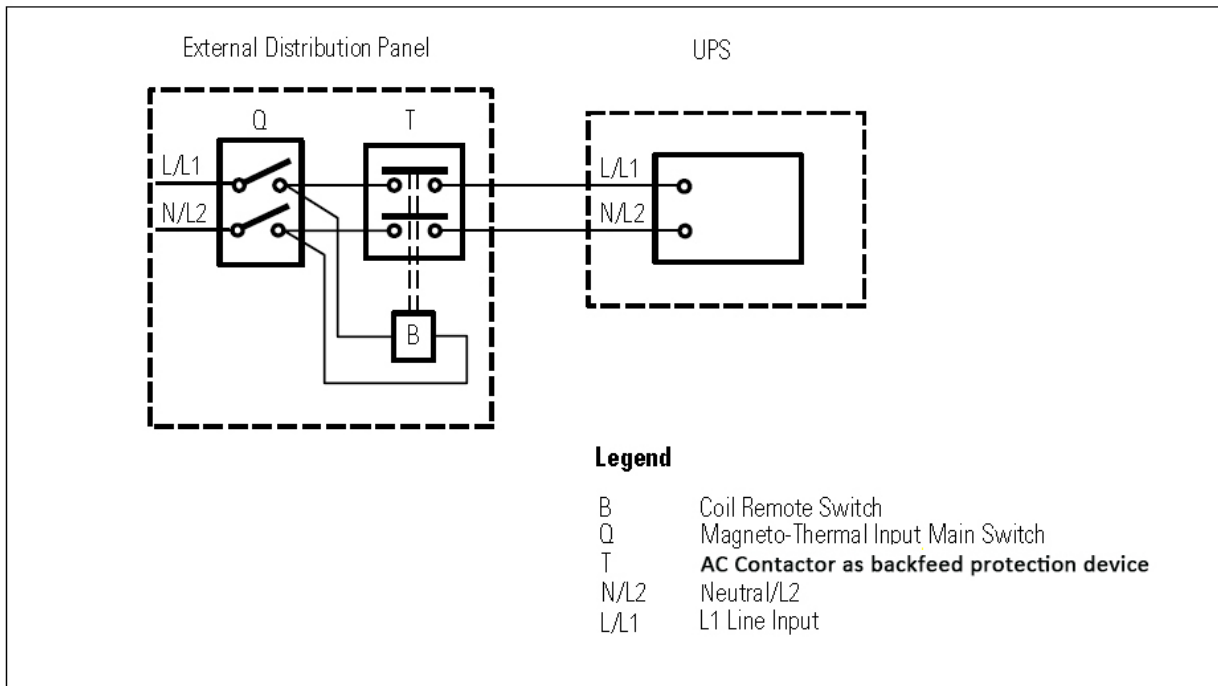 External Distribution Panel
UPS
Q
T
L/L1
N/L2
L/L1
N/L2
B
Legend
B Coil Remote Switch
Q Magneto-Thermal Input Main Switch
T AC Contactor as backfeed protection device
N/L2 Neutral/L2
L/L1 L1 Line Input